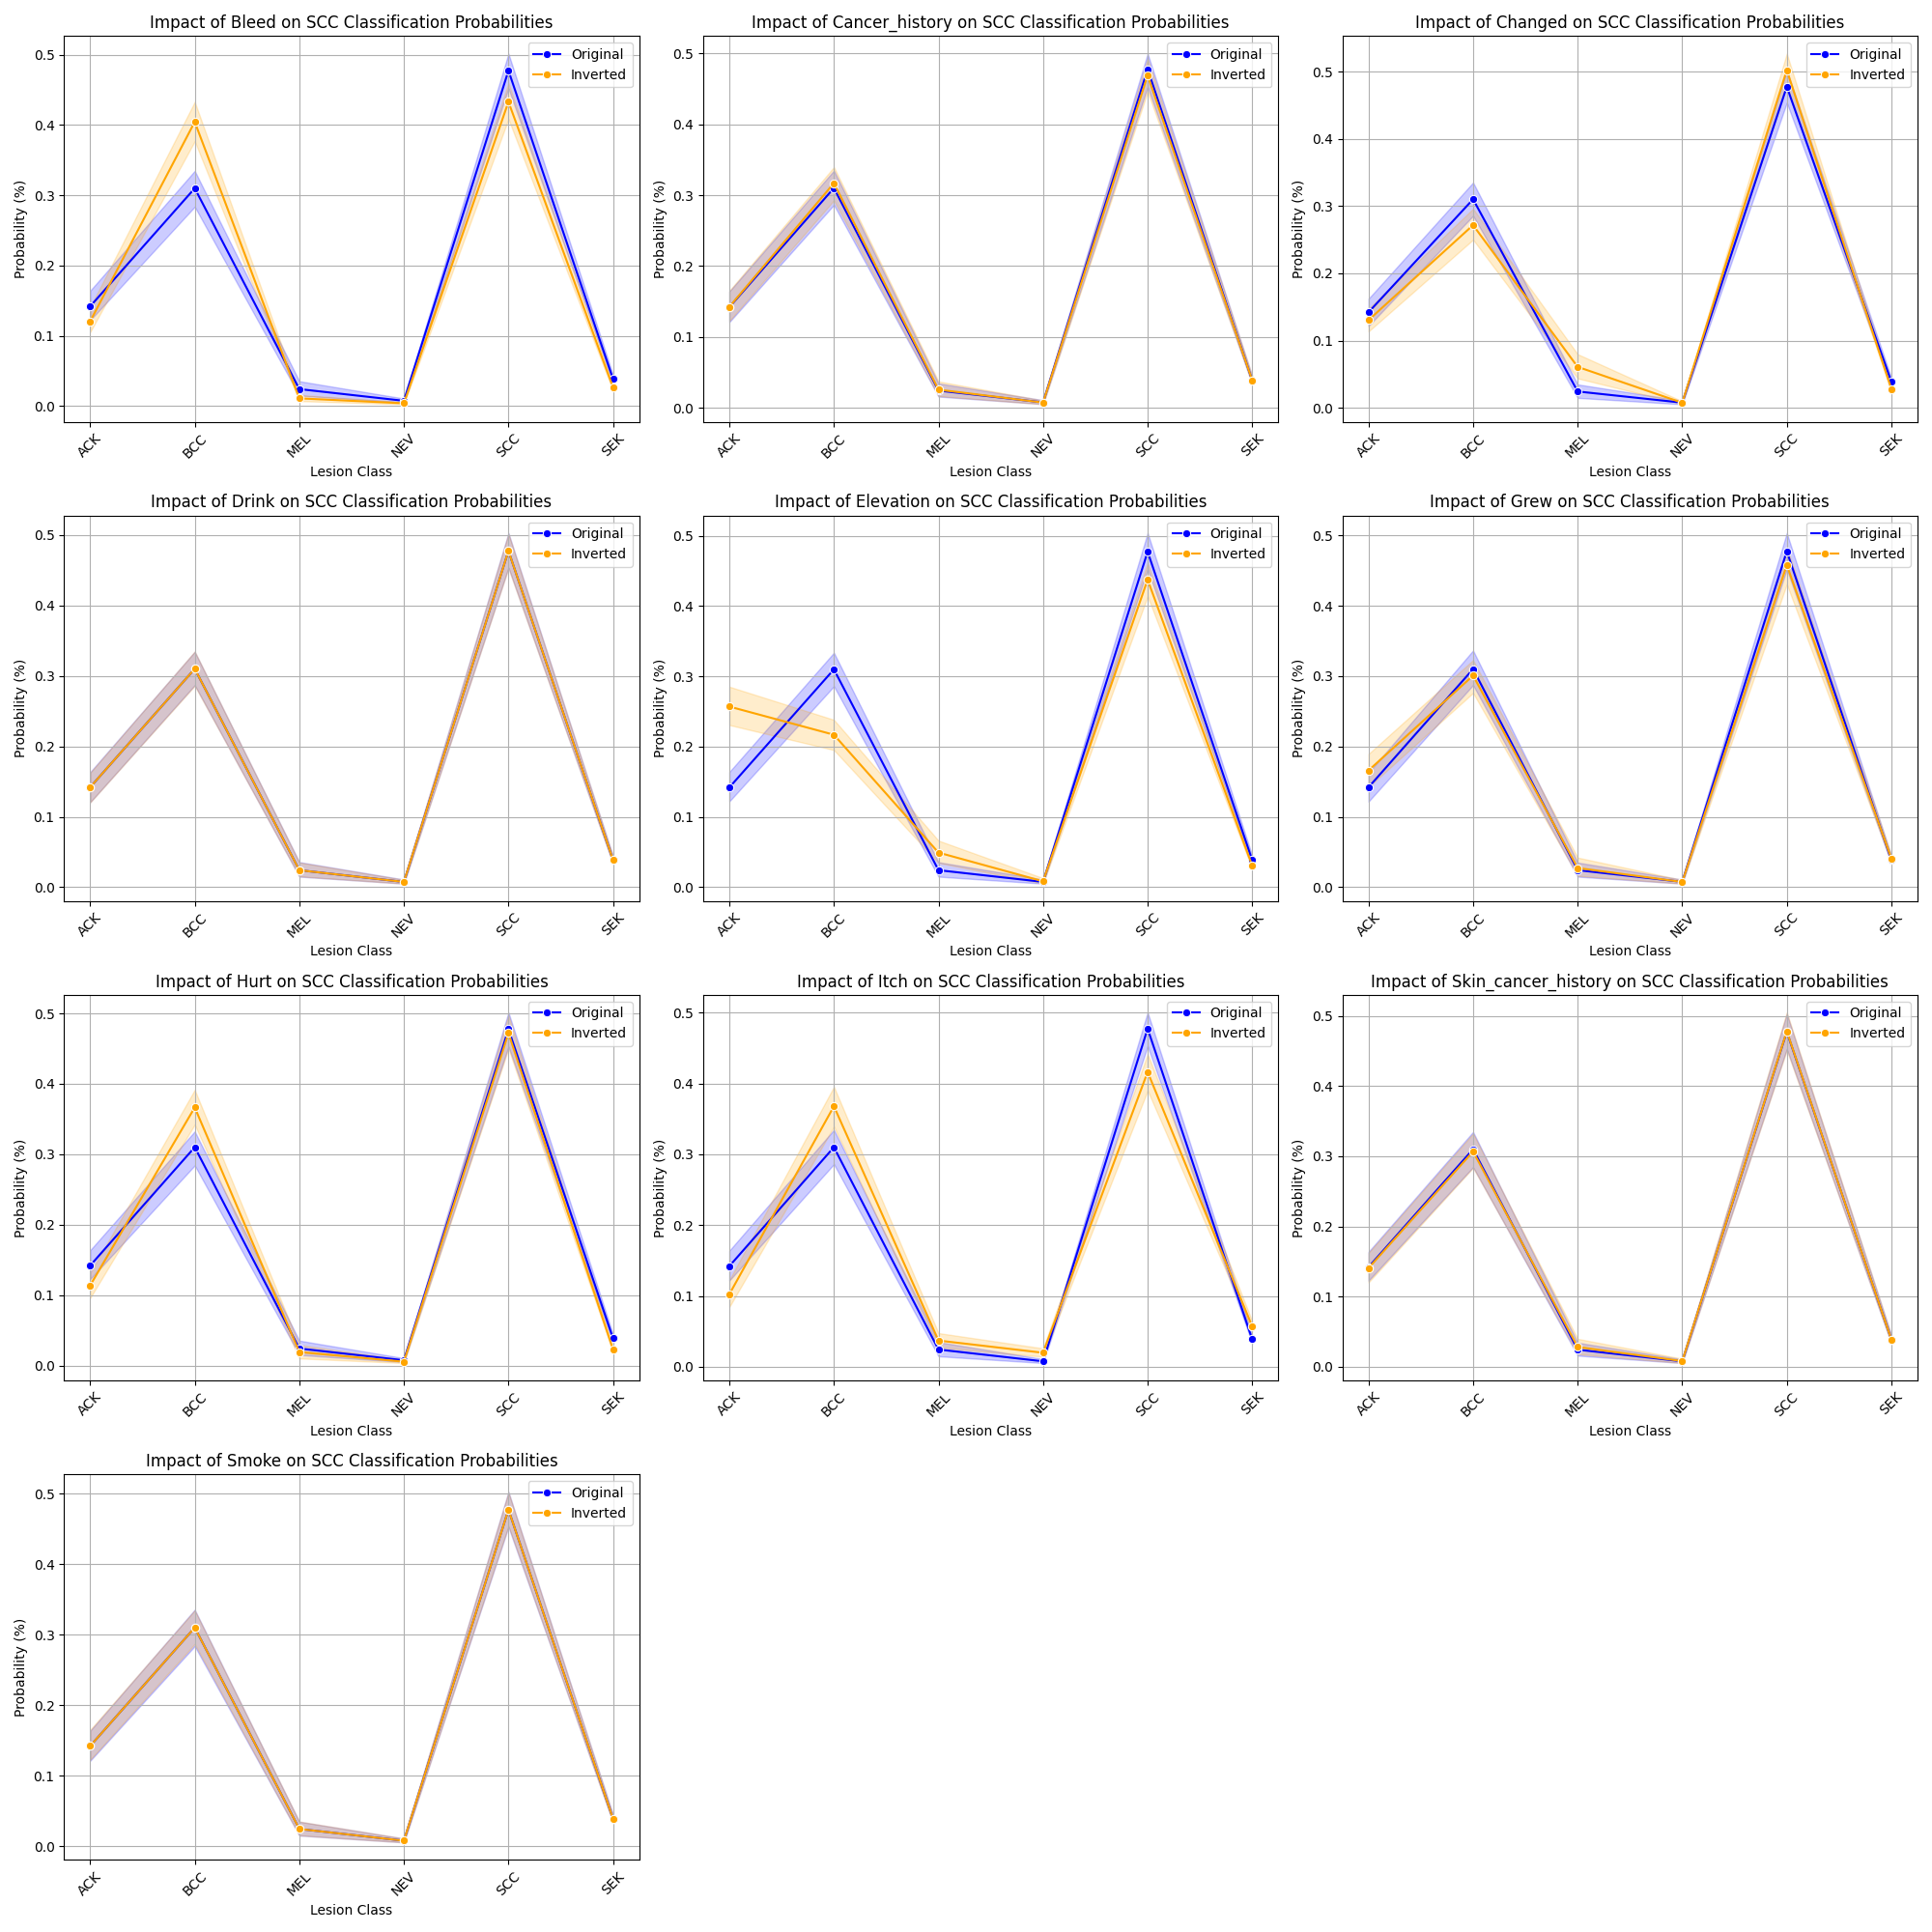 Impact of Bleed on SCC Classification Probabilities
Original
Inverted
Probability (%)
0.5
0.4
0.3
0.2
0.1
0.0
ACK
BCC
MEL
NEV
SCC
SEK
Lesion Class
Impact of Cancer_history on SCC Classification Probabilities
Original
Inverted
Probability (%)
0.5
0.4
0.3
0.2
0.1
0.0
ACK
BCC
MEL
NEV
SCC
SEK
Lesion Class
Impact of Changed on SCC Classification Probabilities
Original
Inverted
Probability (%)
0.5
0.4
0.3
0.2
0.1
0.0
ACK
BCC
MEL
NEV
SCC
SEK
Lesion Class
Impact of Drink on SCC Classification Probabilities
Original
Inverted
Probability (%)
0.5
0.4
0.3
0.2
0.1
0.0
ACK
BCC
MEL
NEV
SCC
SEK
Lesion Class
Impact of Elevation on SCC Classification Probabilities
Original
Inverted
Probability (%)
0.5
0.4
0.3
0.2
0.1
0.0
ACK
BCC
MEL
NEV
SCC
SEK
Lesion Class
Impact of Grew on SCC Classification Probabilities
Original
Inverted
Probability (%)
0.5
0.4
0.3
0.2
0.1
0.0
ACK
BCC
MEL
NEV
SCC
SEK
Lesion Class
Impact of Hurt on SCC Classification Probabilities
Original
Inverted
Probability (%)
0.5
0.4
0.3
0.2
0.1
0.0
ACK
BCC
MEL
NEV
SCC
SEK
Lesion Class
Impact of Itch on SCC Classification Probabilities
Original
Inverted
Probability (%)
0.5
0.4
0.3
0.2
0.1
0.0
ACK
BCC
MEL
NEV
SCC
SEK
Lesion Class
Impact of Skin_cancer_history on SCC Classification Probabilities
Original
Inverted
Probability (%)
0.5
0.4
0.3
0.2
0.1
0.0
ACK
BCC
MEL
NEV
SCC
SEK
Lesion Class
Impact of Smoke on SCC Classification Probabilities
Original
Inverted
Probability (%)
0.5
0.4
0.3
0.2
0.1
0.0
ACK
BCC
MEL
NEV
SCC
SEK
Lesion Class